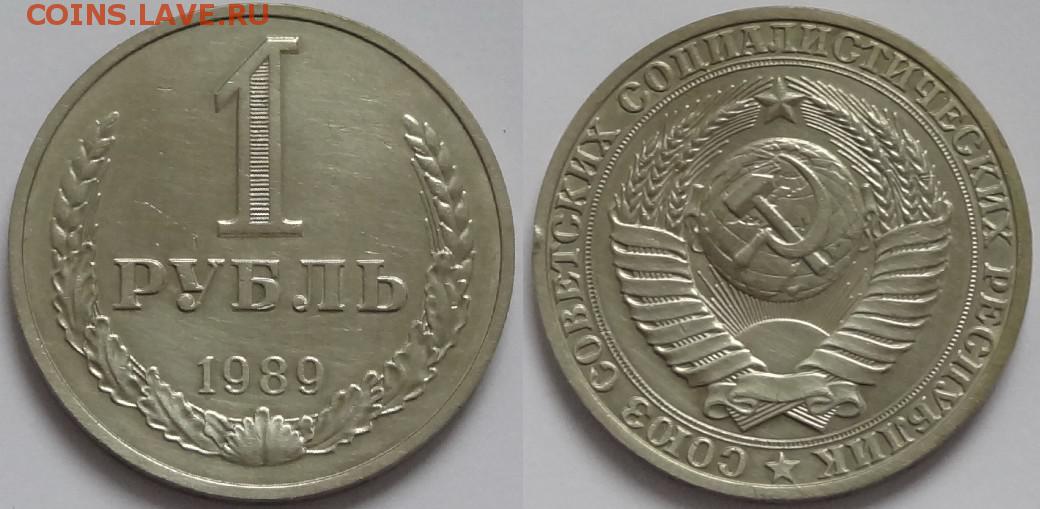 COINS.LAVE.RU
1
РУБЛЬ
1989
СОЮЗ СОВЕТСКИХ СОЦИАЛИСТИЧЕСКИХ РЕСПУБЛИК